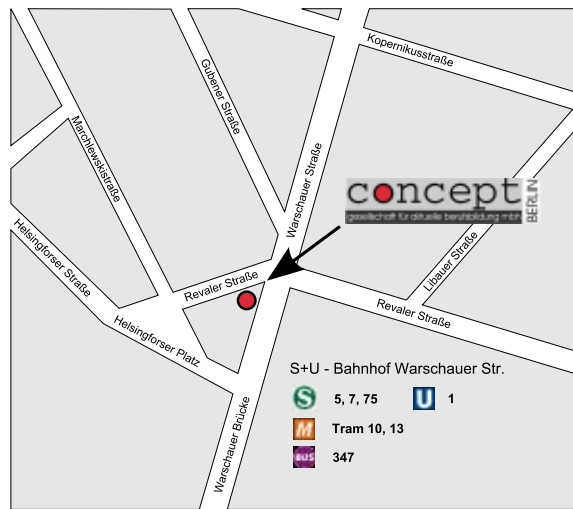 Kopernikusstraße
Gubener Straße
Marchlewskistraße
Warschauer Straße
concept
BERLIN
gesellschaft für aktuelle berufsbildung mbh
Helsingforser Straße
Libauer Straße
Revaler Straße
Revaler Straße
Helsingforser Platz
Warschauer Brücke
S+U - Bahnhof Warschauer Str.
S 5, 7, 75 U 1
M Tram 10, 13
BUS 347